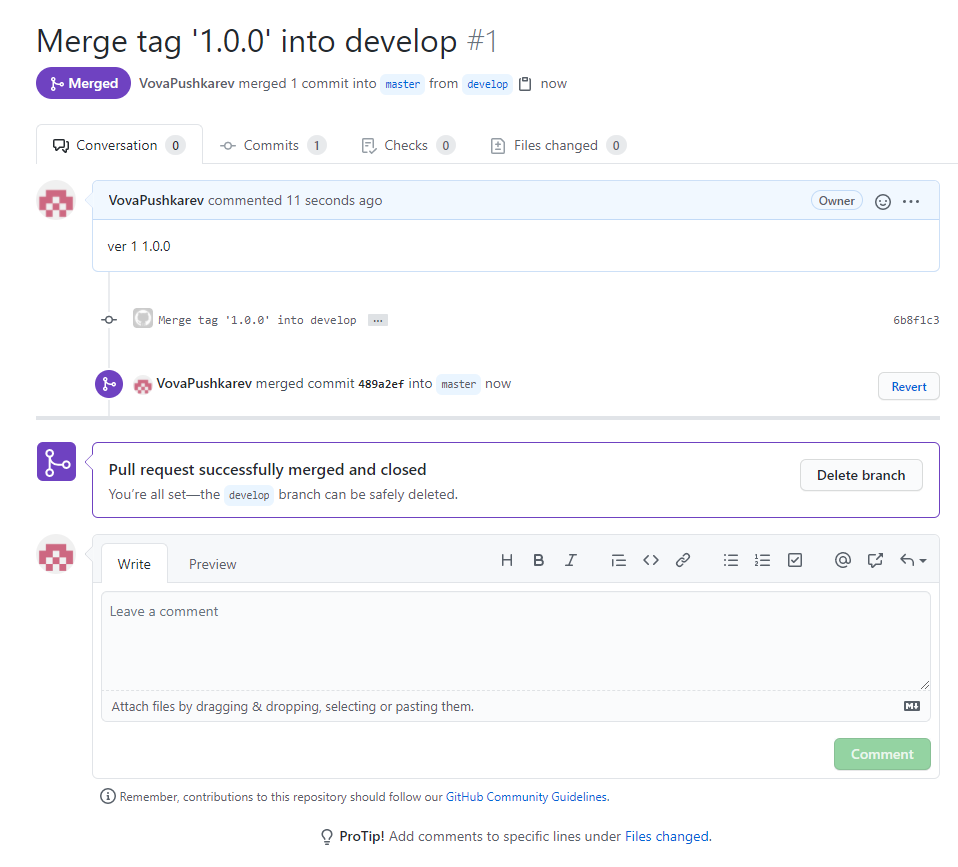 Merge tag '1.0.0' into develop #1
Merged VovaPushkarev merged 1 commit into master from develop now
Conversation 0 Commits 1 Checks 0 Files changed 0
VovaPushkarev commented 11 seconds ago Owner
ver 1 1.0.0
Merge tag '1.0.0' into develop … 6b8f1c3
VovaPushkarev merged commit 489a2ef into master now Revert
Pull request successfully merged and closed
You're all set—the develop branch can be safely deleted.
Delete branch
Write Preview
Leave a comment
Attach files by dragging & dropping, selecting or pasting them.
Comment
Remember, contributions to this repository should follow our GitHub Community Guidelines.
ProTip! Add comments to specific lines under Files changed.